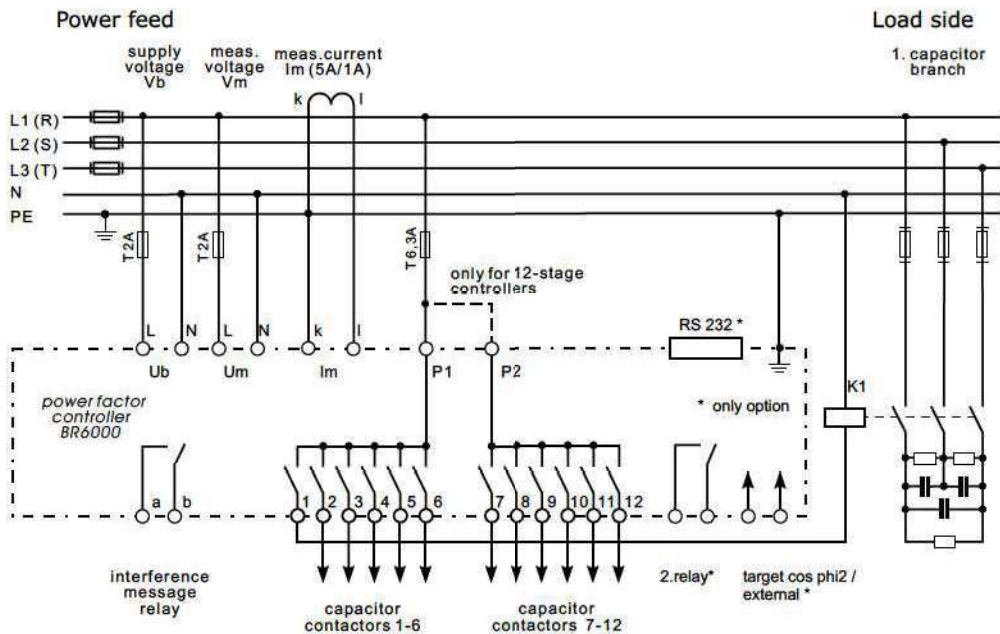 Power feed
Load side
supply
voltage
Vb
meas.
voltage
Vm
meas.current
Im (5A/1A)
1. capacitor
branch
k
l
L1 (R)
L2 (S)
L3 (T)
N
PE
T2A
T2A
T6,3A
only for 12-stage
controllers
L
N
L
N
k
l
RS 232 *
Ub
Um
Im
P1
P2
K1
power factor
controller
BR6000
* only option
a
b
1
2
3
4
5
6
7
8
9
10
11
12
interference
message
relay
capacitor
contactors 1-6
capacitor
contactors 7-12
2.relay*
target cos phi2 /
external *